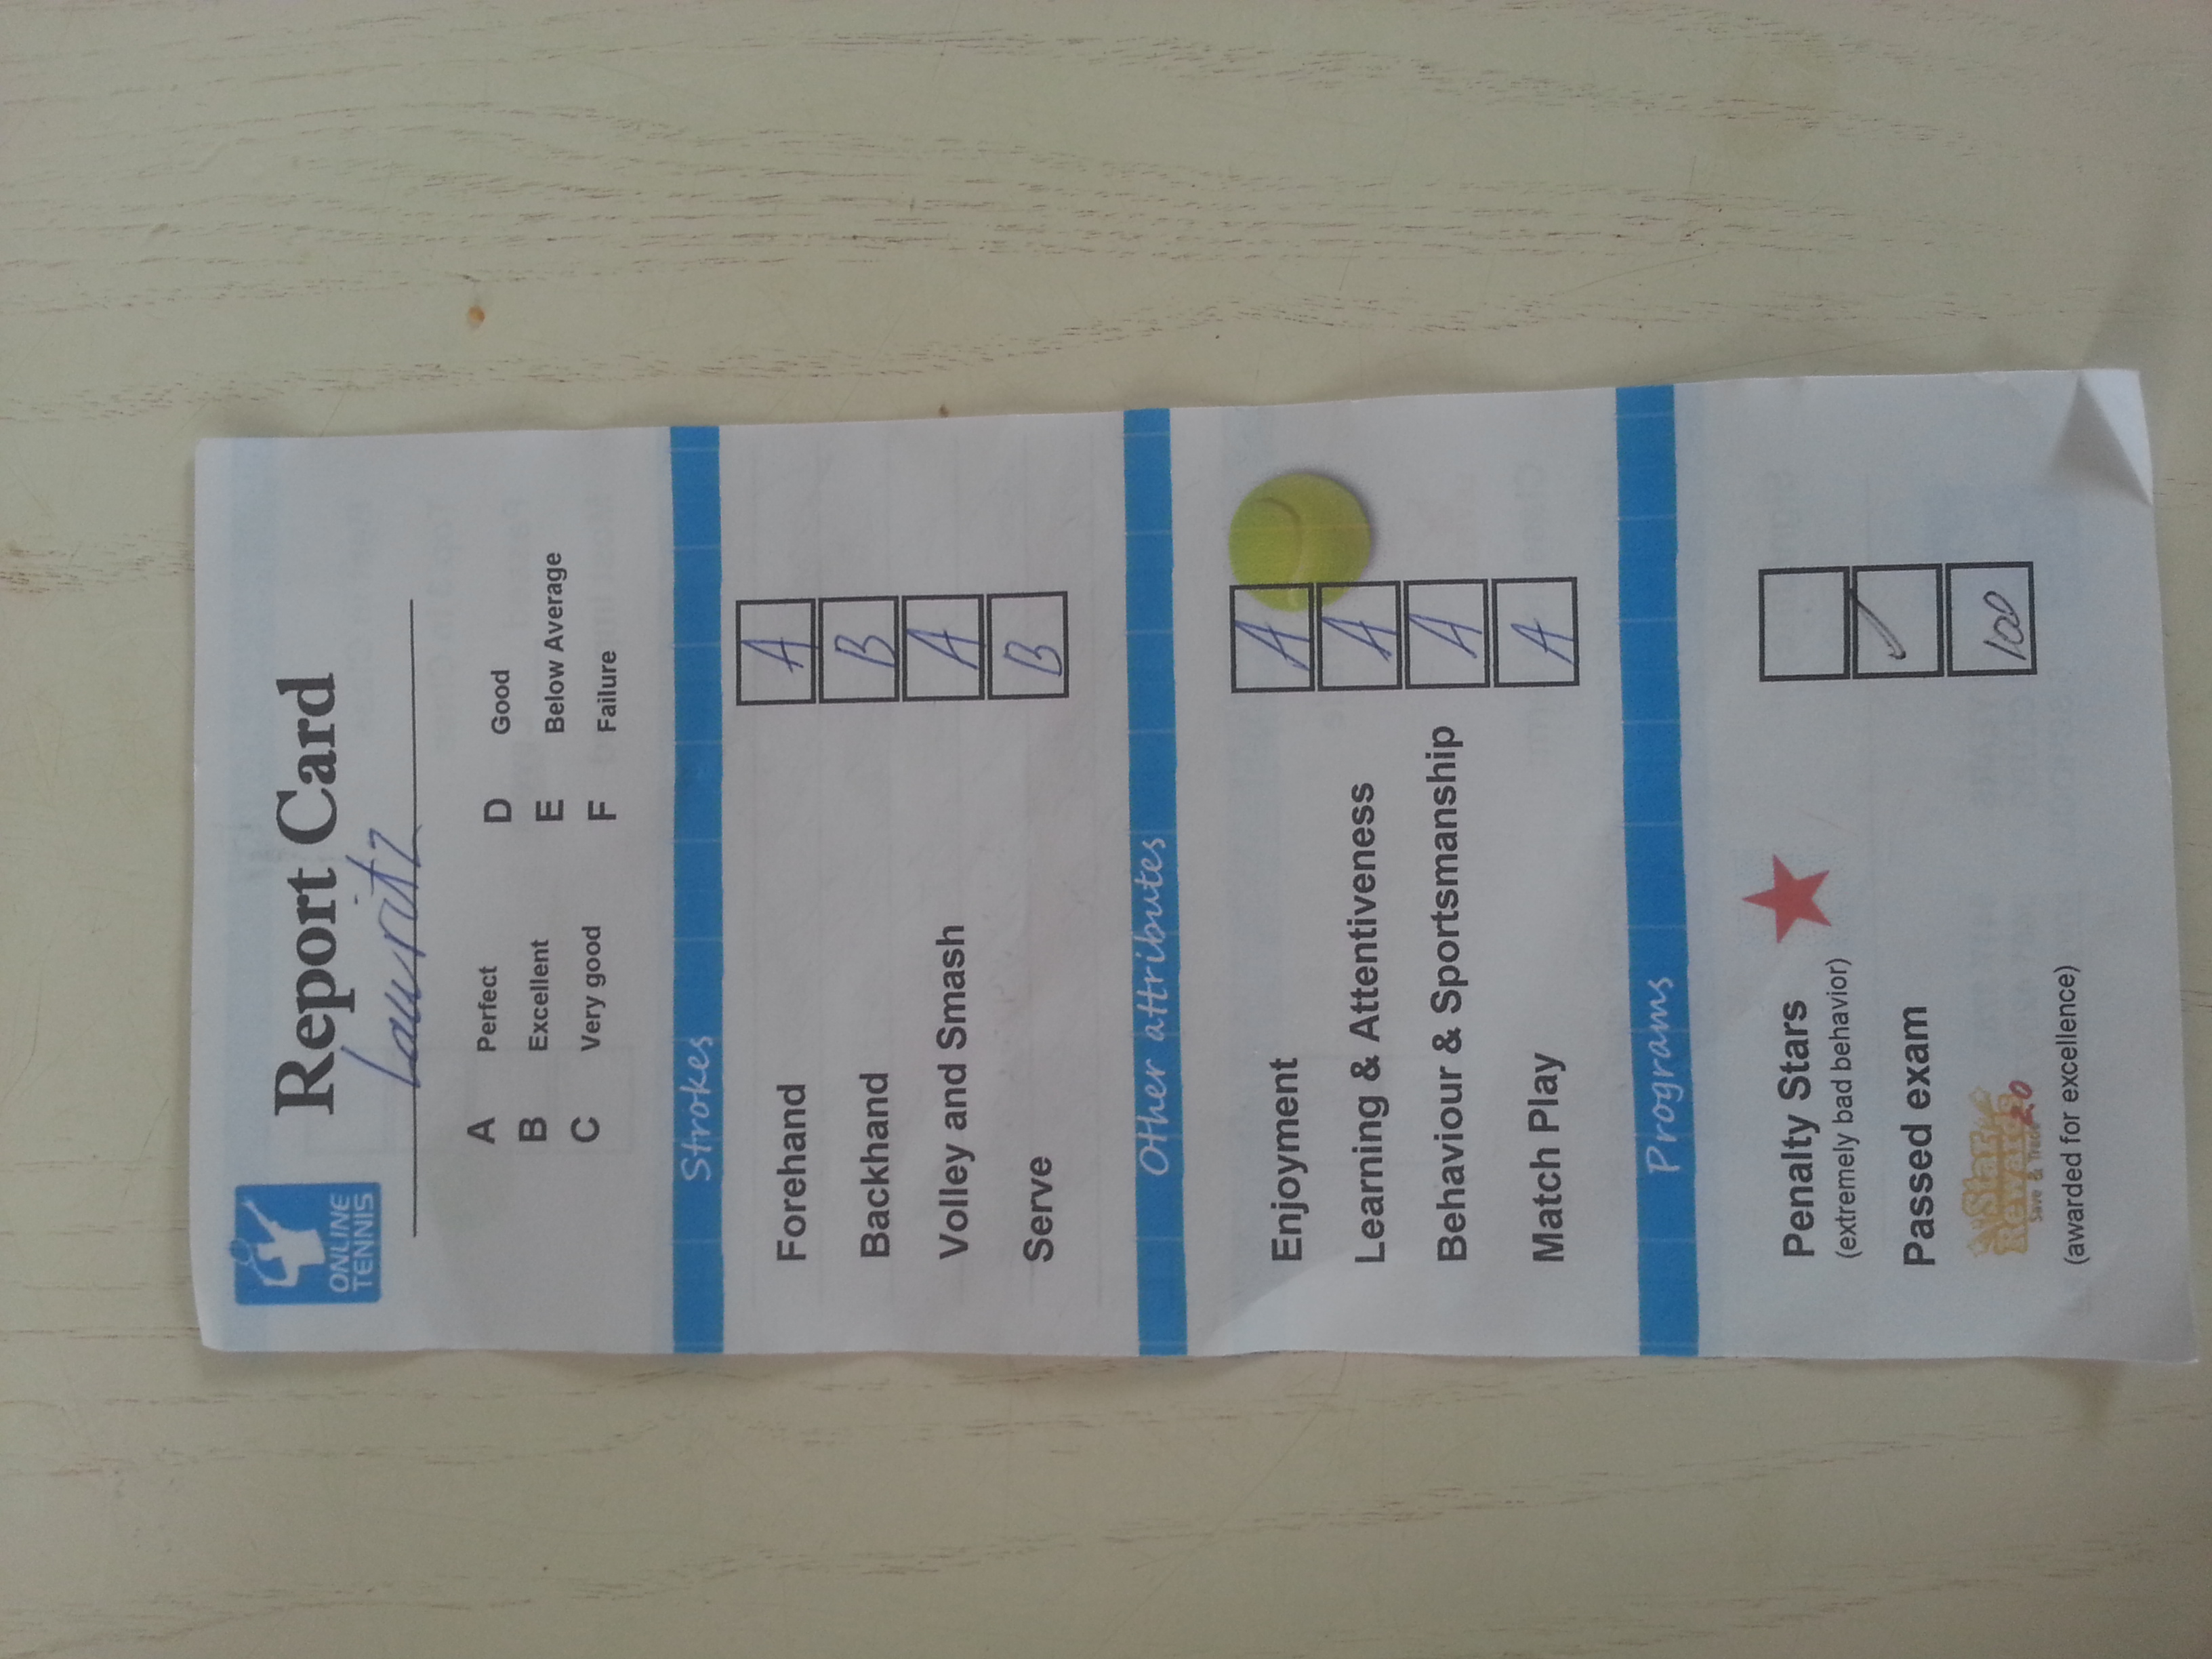 ONLINE
TENNIS
Report Card
Lauritz
A Perfect
B Excellent
C Very good
D Good
E Below Average
F Failure
Strokes
Forehand A
Backhand B
Volley and Smash A
Serve B
Other attributes
Enjoyment A
Learning & Attentiveness A
Behaviour & Sportsmanship A
Match Play A
Programs
Penalty Stars
(extremely bad behavior)
Passed exam ✓
Star
Rewards 2.0
Save & Trade
100
(awarded for excellence)